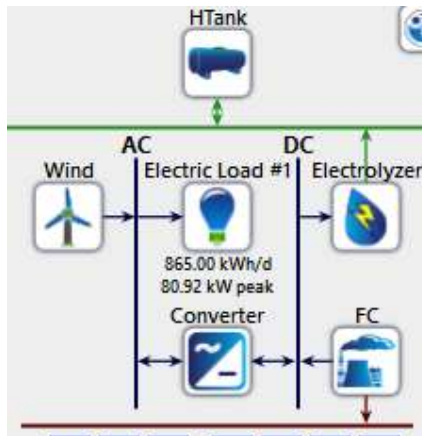 HTank
AC DC
Wind Electric Load #1 Electrolyzer
865.00 kWh/d
80.92 kW peak
Converter FC